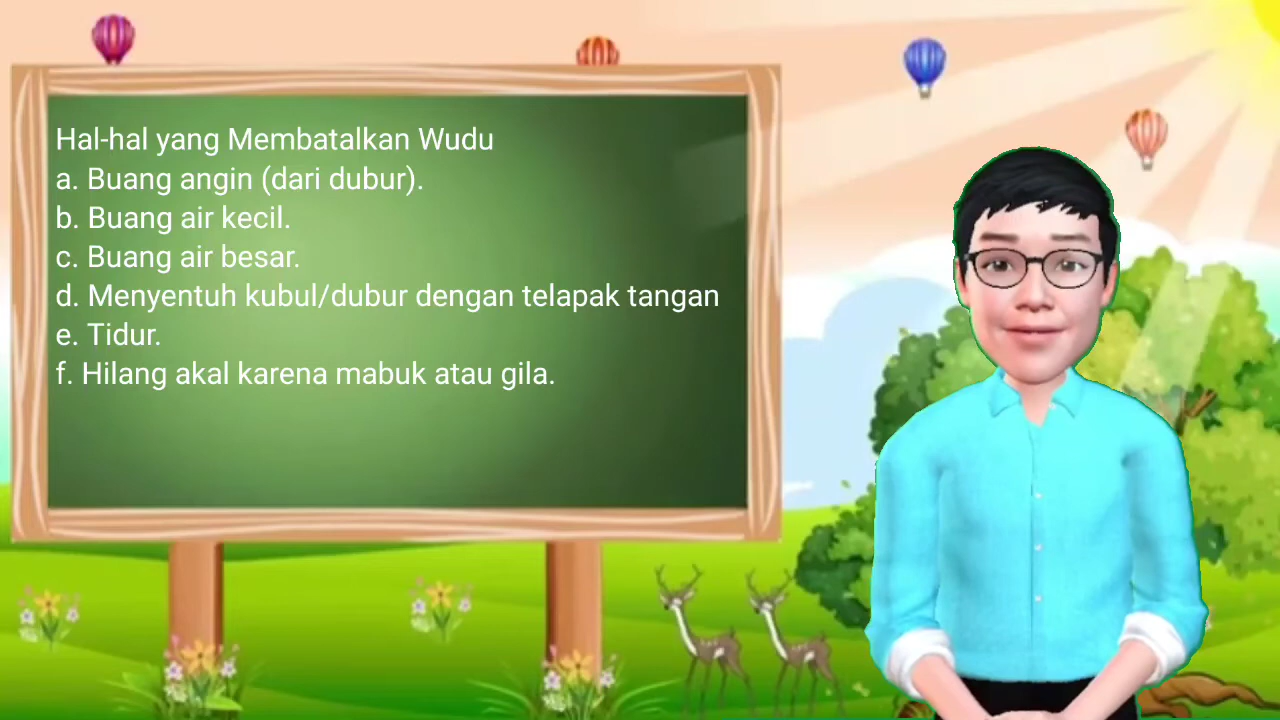 Hal-hal yang Membatalkan Wudu
a. Buang angin (dari dubur).
b. Buang air kecil.
c. Buang air besar.
d. Menyentuh kubul/dubur dengan telapak tangan
e. Tidur.
f. Hilang akal karena mabuk atau gila.